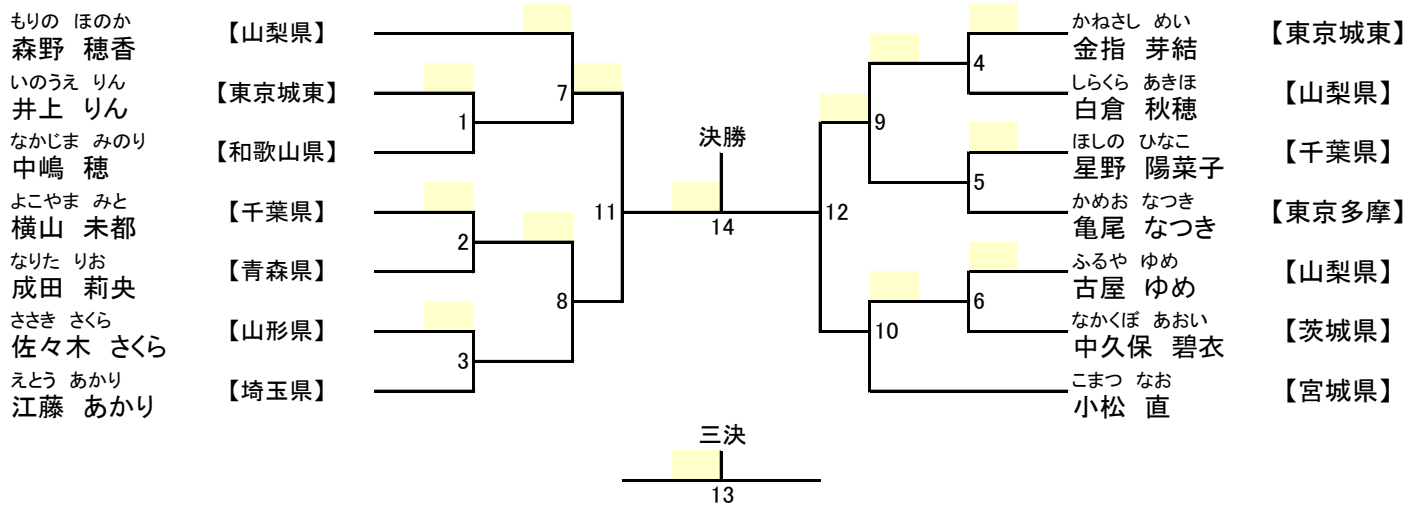 もりの ほのか
森野 穂香 【山梨県】
いのうえ りん
井上 りん 【東京城東】
なかじま みのり
中嶋 穂 【和歌山県】
よこやま みと
横山 未都 【千葉県】
なりた りお
成田 莉央 【青森県】
ささき さくら
佐々木 さくら 【山形県】
えとう あかり
江藤 あかり 【埼玉県】
7
1
2
8
3
11
決勝
14
12
9
4
5
10
6
かねさし めい
金指 芽結 【東京城東】
しらくら あきほ
白倉 秋穂 【山梨県】
ほしの ひなこ
星野 陽菜子 【千葉県】
かめお なつき
亀尾 なつき 【東京多摩】
ふるや ゆめ
古屋 ゆめ 【山梨県】
なかくぼ あおい
中久保 碧衣 【茨城県】
こまつ なお
小松 直 【宮城県】
三決
13